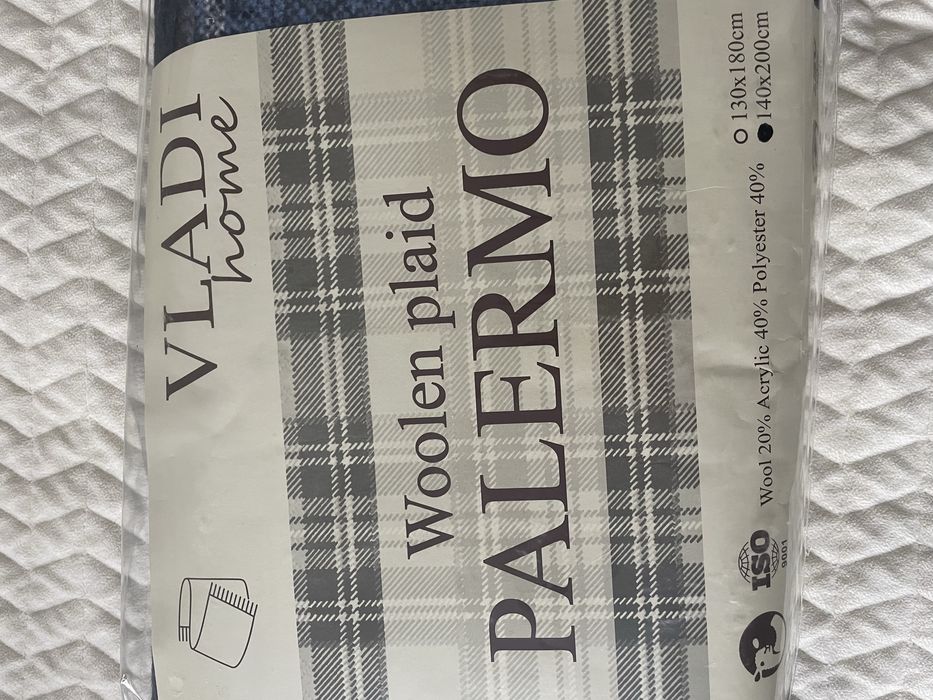 VLADI
home
Woolen plaid
PALERMO
130x180cm
140x200cm
ISO
9001
Wool 20% Acrylic 40% Polyester 40%